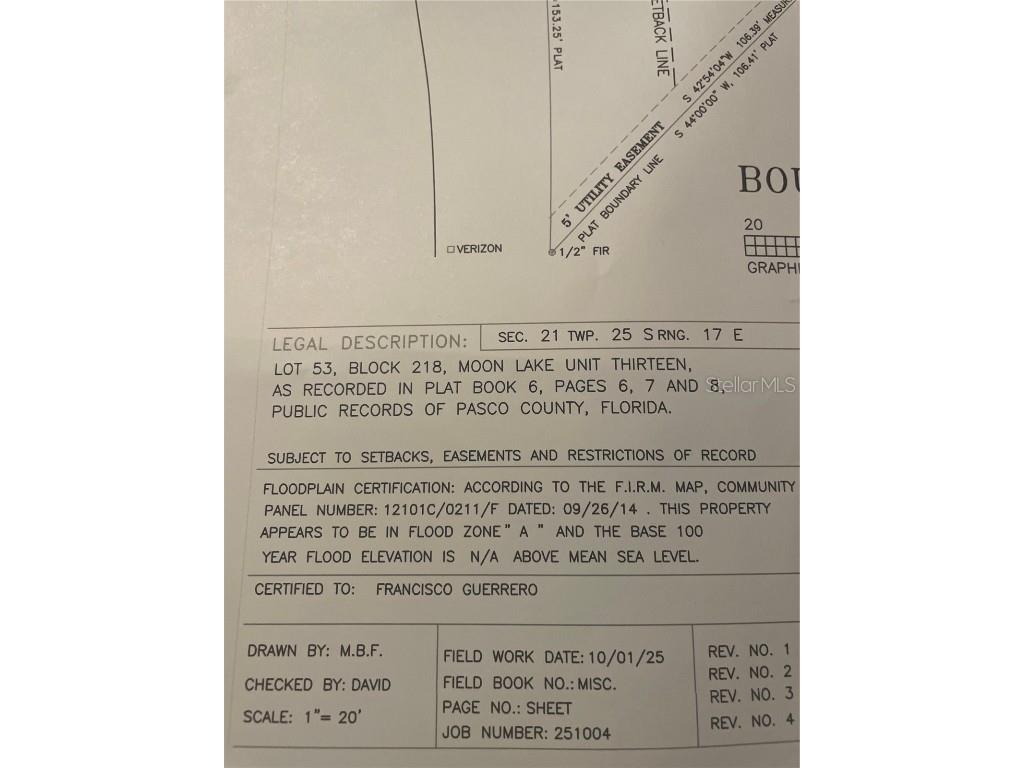 153.25' PLAT
ETBACK LINE
S 42°54'04"W 106.39' MEASUR
S 44°00'00" W, 106.41' PLAT
5' UTILITY EASEMENT
PLAT BOUNDARY LINE
BOU
20
GRAPHI
VERIZON
1/2" FIR
LEGAL DESCRIPTION: SEC. 21 TWP. 25 S RNG. 17 E
LOT 53, BLOCK 218, MOON LAKE UNIT THIRTEEN,
AS RECORDED IN PLAT BOOK 6, PAGES 6, 7 AND 8,
StellarMLS
PUBLIC RECORDS OF PASCO COUNTY, FLORIDA.
SUBJECT TO SETBACKS, EASEMENTS AND RESTRICTIONS OF RECORD
FLOODPLAIN CERTIFICATION: ACCORDING TO THE F.I.R.M. MAP, COMMUNITY
PANEL NUMBER: 12101C/0211/F DATED: 09/26/14 . THIS PROPERTY
APPEARS TO BE IN FLOOD ZONE " A " AND THE BASE 100
YEAR FLOOD ELEVATION IS N/A ABOVE MEAN SEA LEVEL.
CERTIFIED TO: FRANCISCO GUERRERO
DRAWN BY: M.B.F.
CHECKED BY: DAVID
SCALE: 1"= 20'
FIELD WORK DATE: 10/01/25
FIELD BOOK NO.: MISC.
PAGE NO.: SHEET
JOB NUMBER: 251004
REV. NO. 1
REV. NO. 2
REV. NO. 3
REV. NO. 4